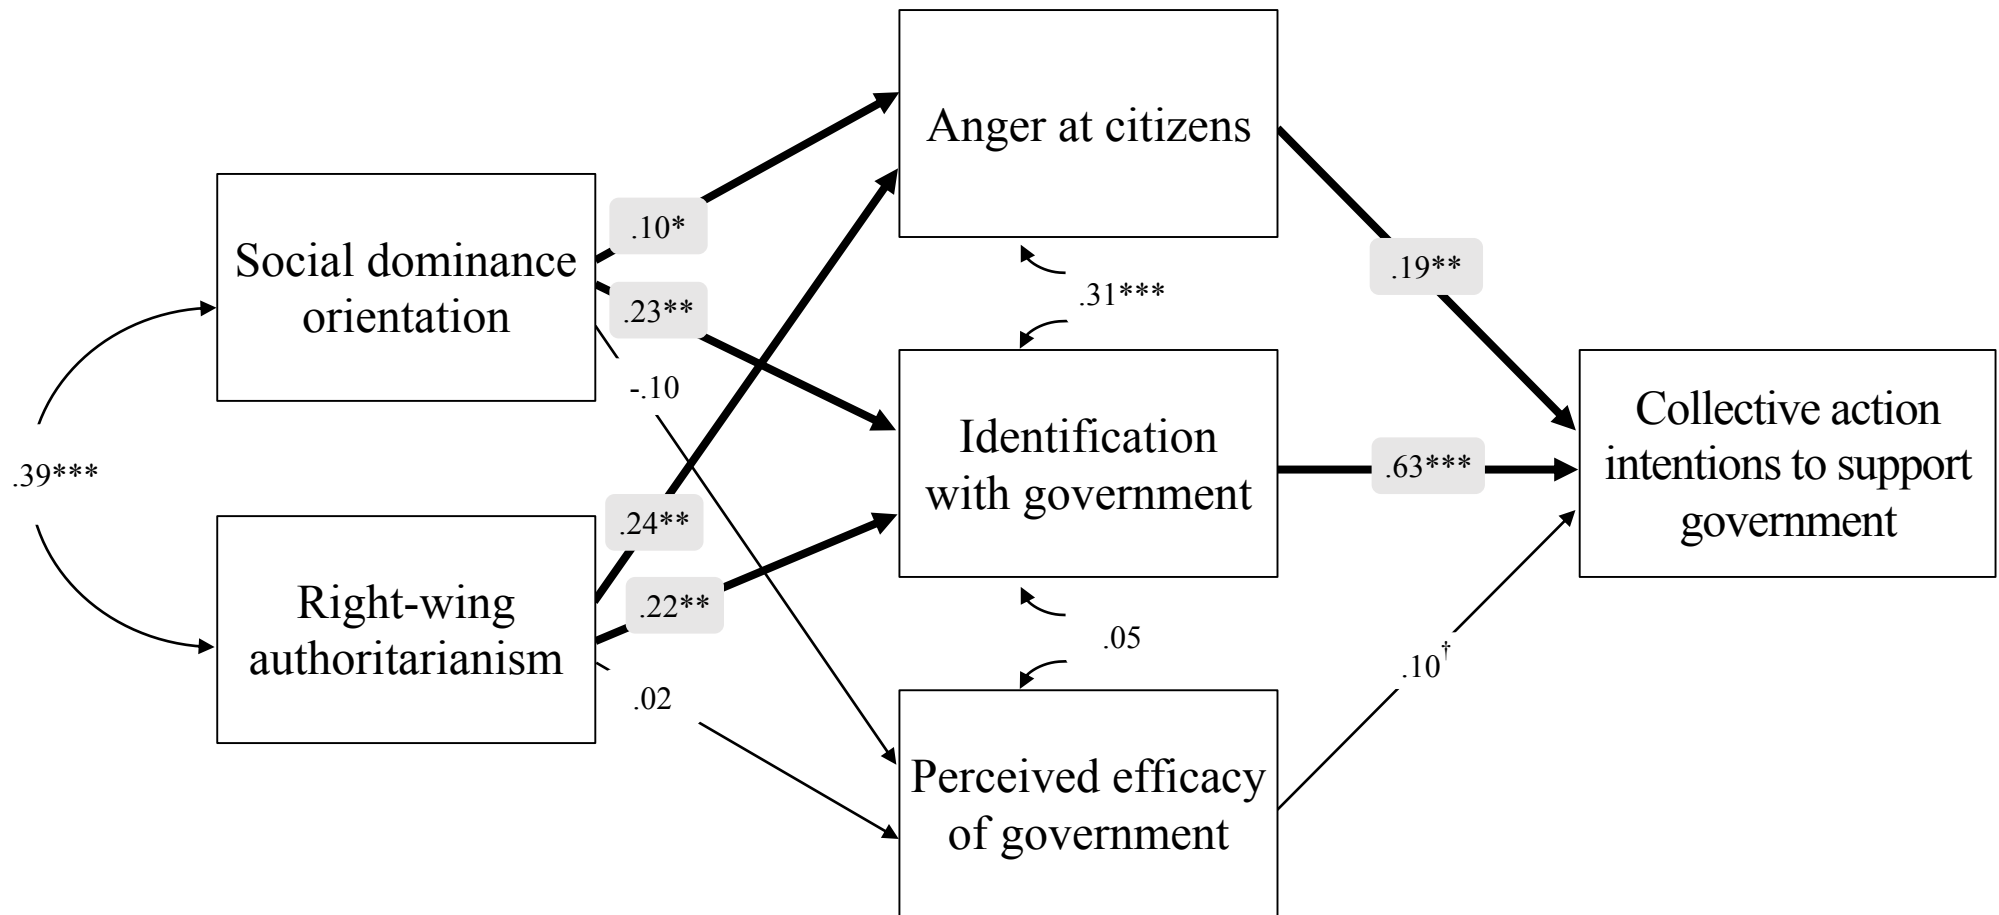 Anger at citizens
Social dominance
orientation
.10*
.23**
-.10
.19**
.31***
.39***
Identification
with government
.63***
Collective action
intentions to support
government
.24**
.22**
Right-wing
authoritarianism
.02
.05
.10†
Perceived efficacy
of government